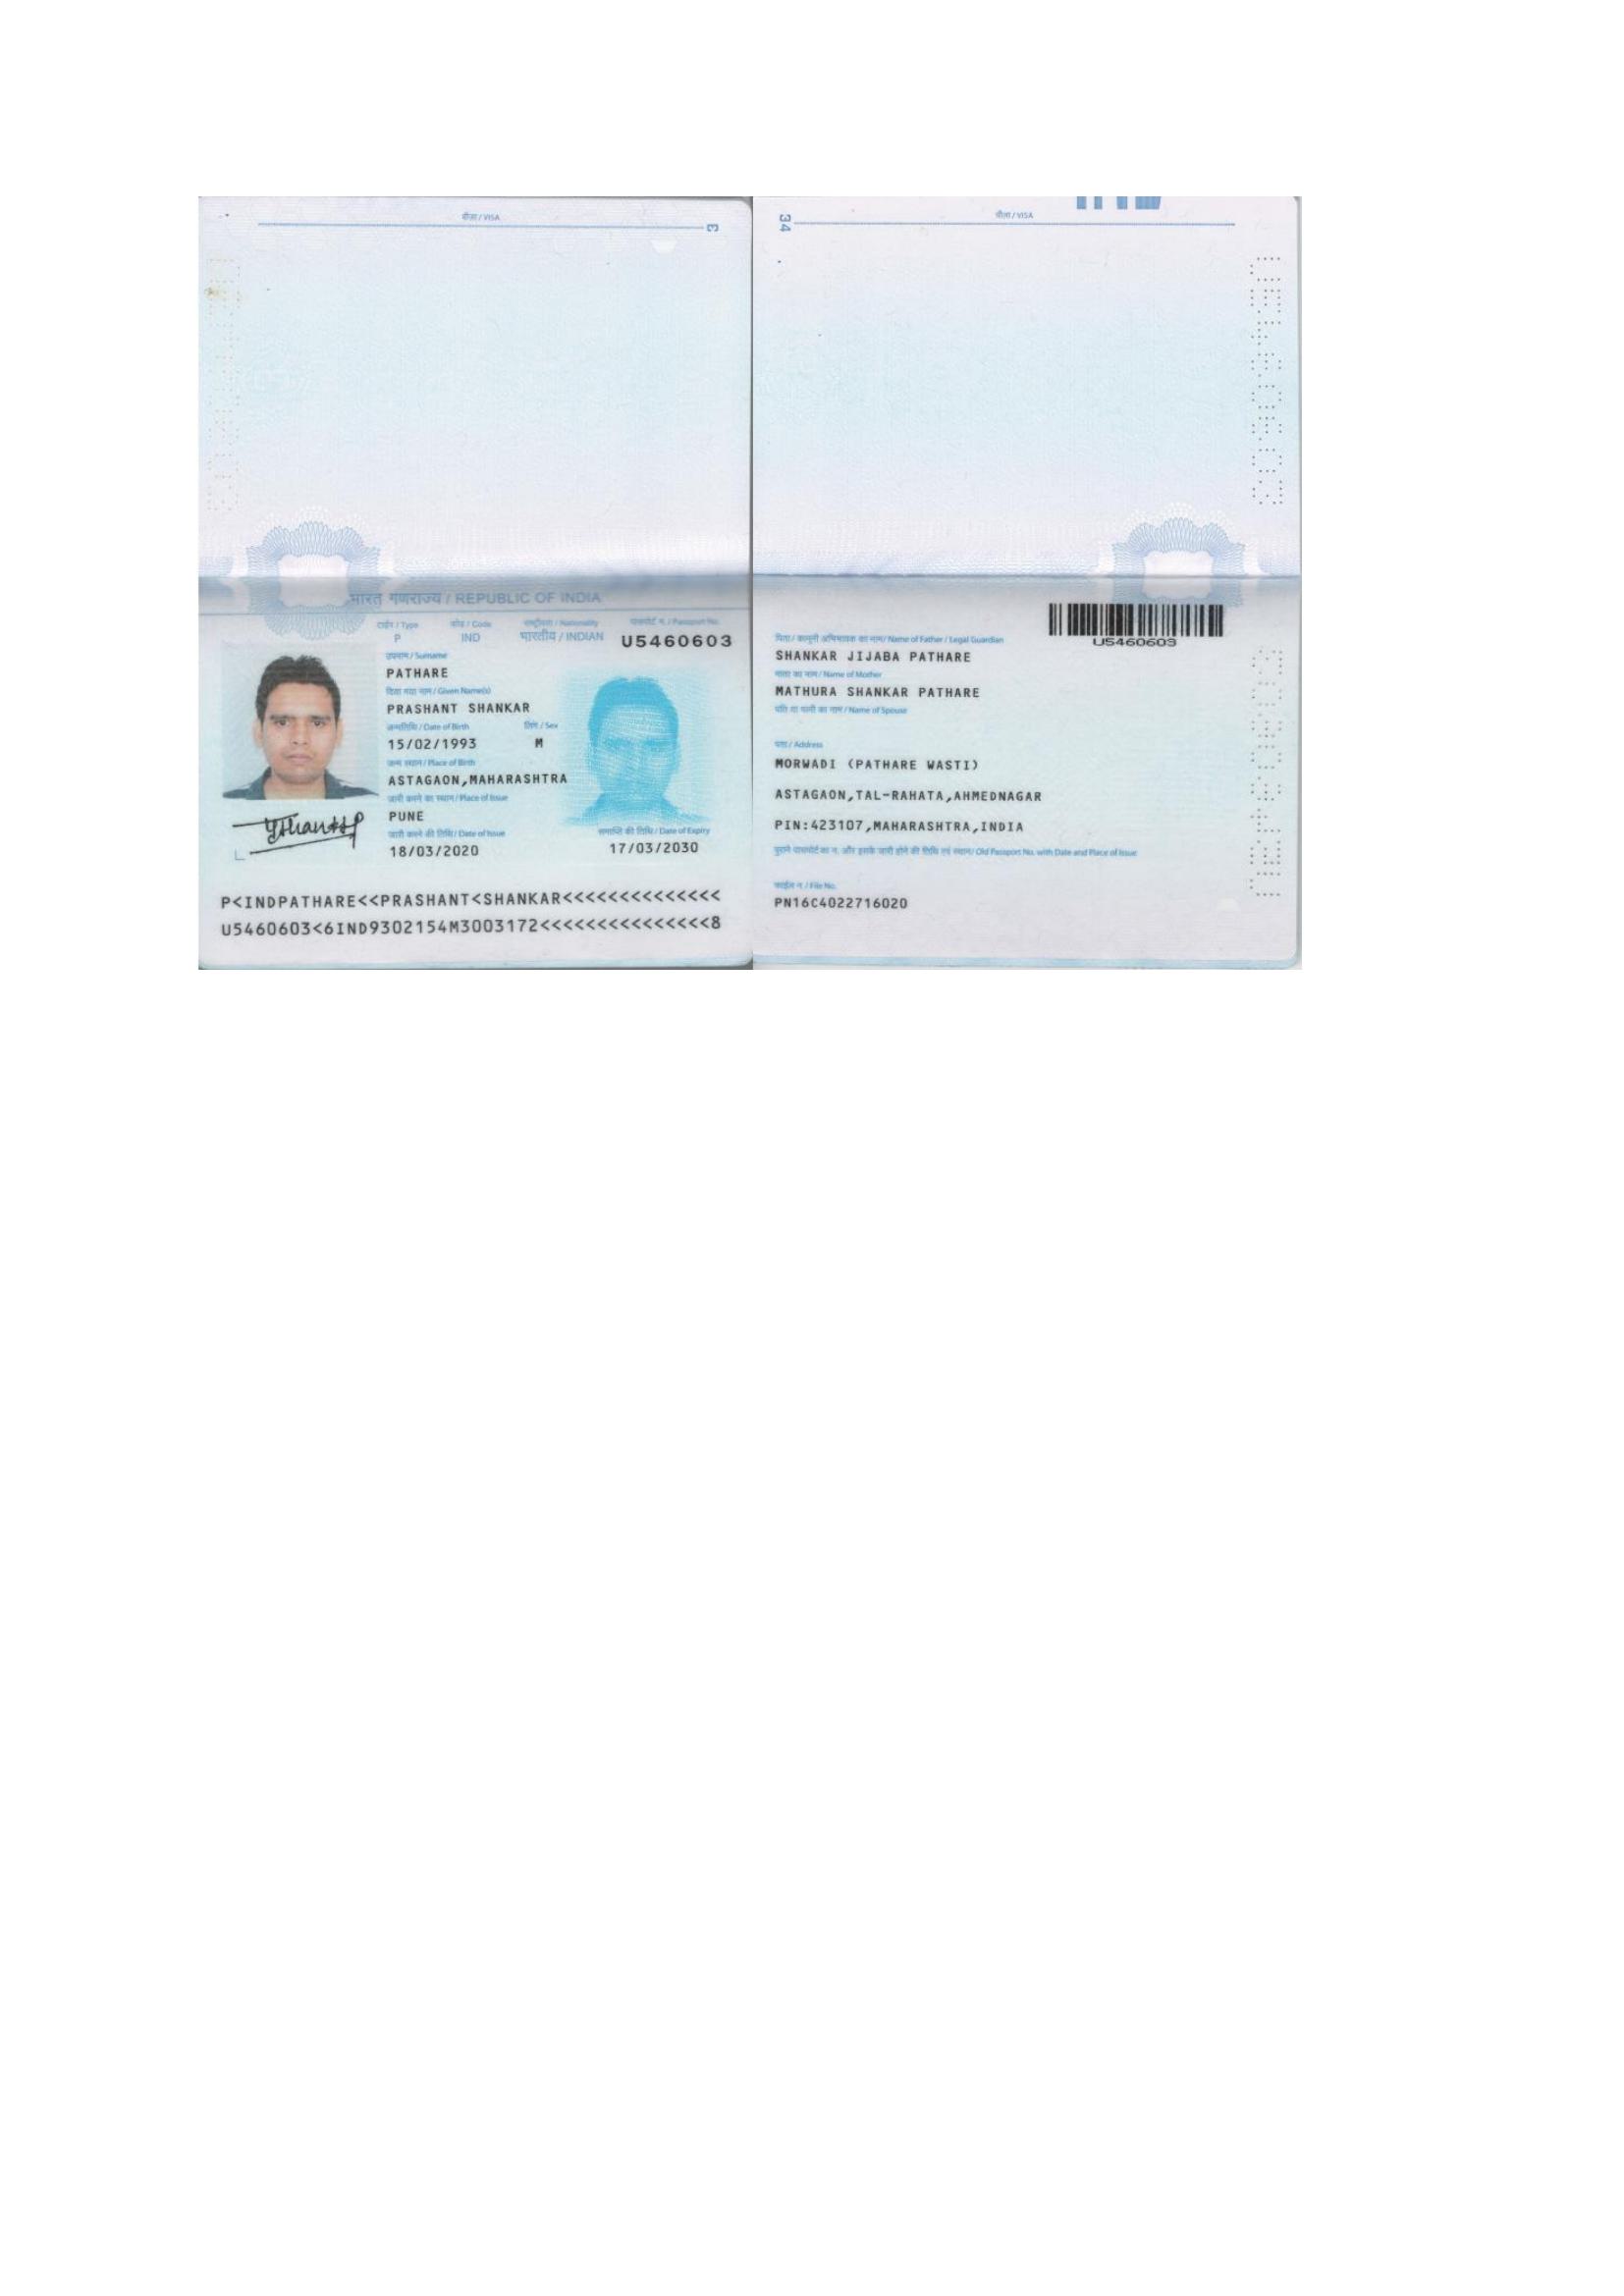 वीज़ा / VISA
3
भारत गणराज्य / REPUBLIC OF INDIA
टाईप / Type
कोड / Code
राष्ट्रीयता / Nationality
पासपोर्ट न. / Passport No.
P
IND
भारतीय / INDIAN
U5460603
उपनाम / Surname
PATHARE
दिया गया नाम / Given Name(s)
PRASHANT SHANKAR
जन्मतिथि / Date of Birth
लिंग / Sex
15/02/1993
M
जन्म स्थान / Place of Birth
ASTAGAON,MAHARASHTRA
जारी करने का स्थान / Place of Issue
PUNE
जारी करने की तिथि / Date of Issue
समाप्ति की तिथि / Date of Expiry
18/03/2020
17/03/2030
P<INDPATHARE<<PRASHANT<SHANKAR<<<<<<<<<<<<<<
U5460603<6IND9302154M3003172<<<<<<<<<<<<<<<8
34
वीज़ा / VISA
U5460603
पिता / कानूनी अभिभावक का नाम / Name of Father / Legal Guardian
SHANKAR JIJABA PATHARE
माता का नाम / Name of Mother
MATHURA SHANKAR PATHARE
पति या पत्नी का नाम / Name of Spouse
पता / Address
MORWADI (PATHARE WASTI)
ASTAGAON,TAL-RAHATA,AHMEDNAGAR
PIN:423107,MAHARASHTRA,INDIA
पुराने पासपोर्ट का न. और इसके जारी होने की तिथि एवं स्थान / Old Passport No. with Date and Place of Issue
फाईल न. / File No.
PN16C4022716020